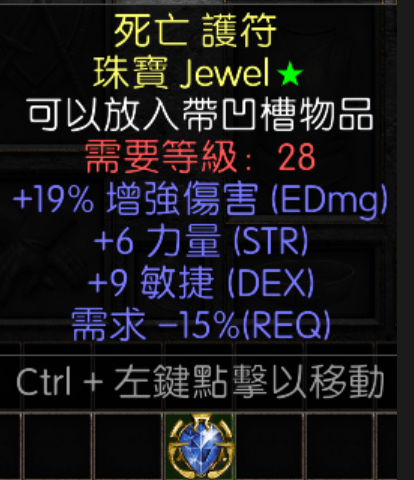 死亡 護符
珠寶 Jewel★
可以放入帶凹槽物品
需要等級: 28
+19% 增強傷害 (EDmg)
+6 力量 (STR)
+9 敏捷 (DEX)
需求 -15%(REQ)
Ctrl + 左鍵點擊以移動